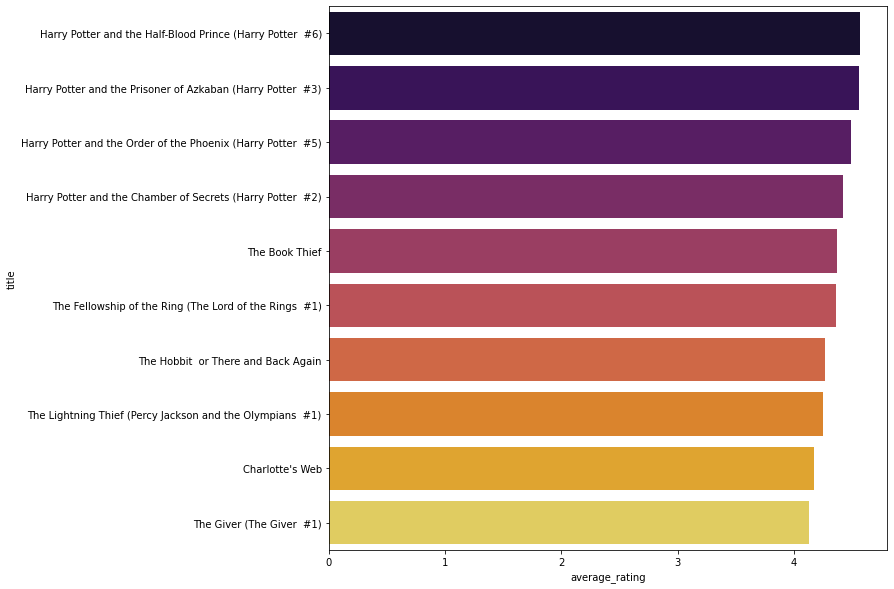 Harry Potter and the Half-Blood Prince (Harry Potter  #6)
Harry Potter and the Prisoner of Azkaban (Harry Potter  #3)
Harry Potter and the Order of the Phoenix (Harry Potter  #5)
Harry Potter and the Chamber of Secrets (Harry Potter  #2)
The Book Thief
title
The Fellowship of the Ring (The Lord of the Rings  #1)
The Hobbit  or There and Back Again
The Lightning Thief (Percy Jackson and the Olympians  #1)
Charlotte's Web
The Giver (The Giver  #1)
0 1 2 3 4
average_rating